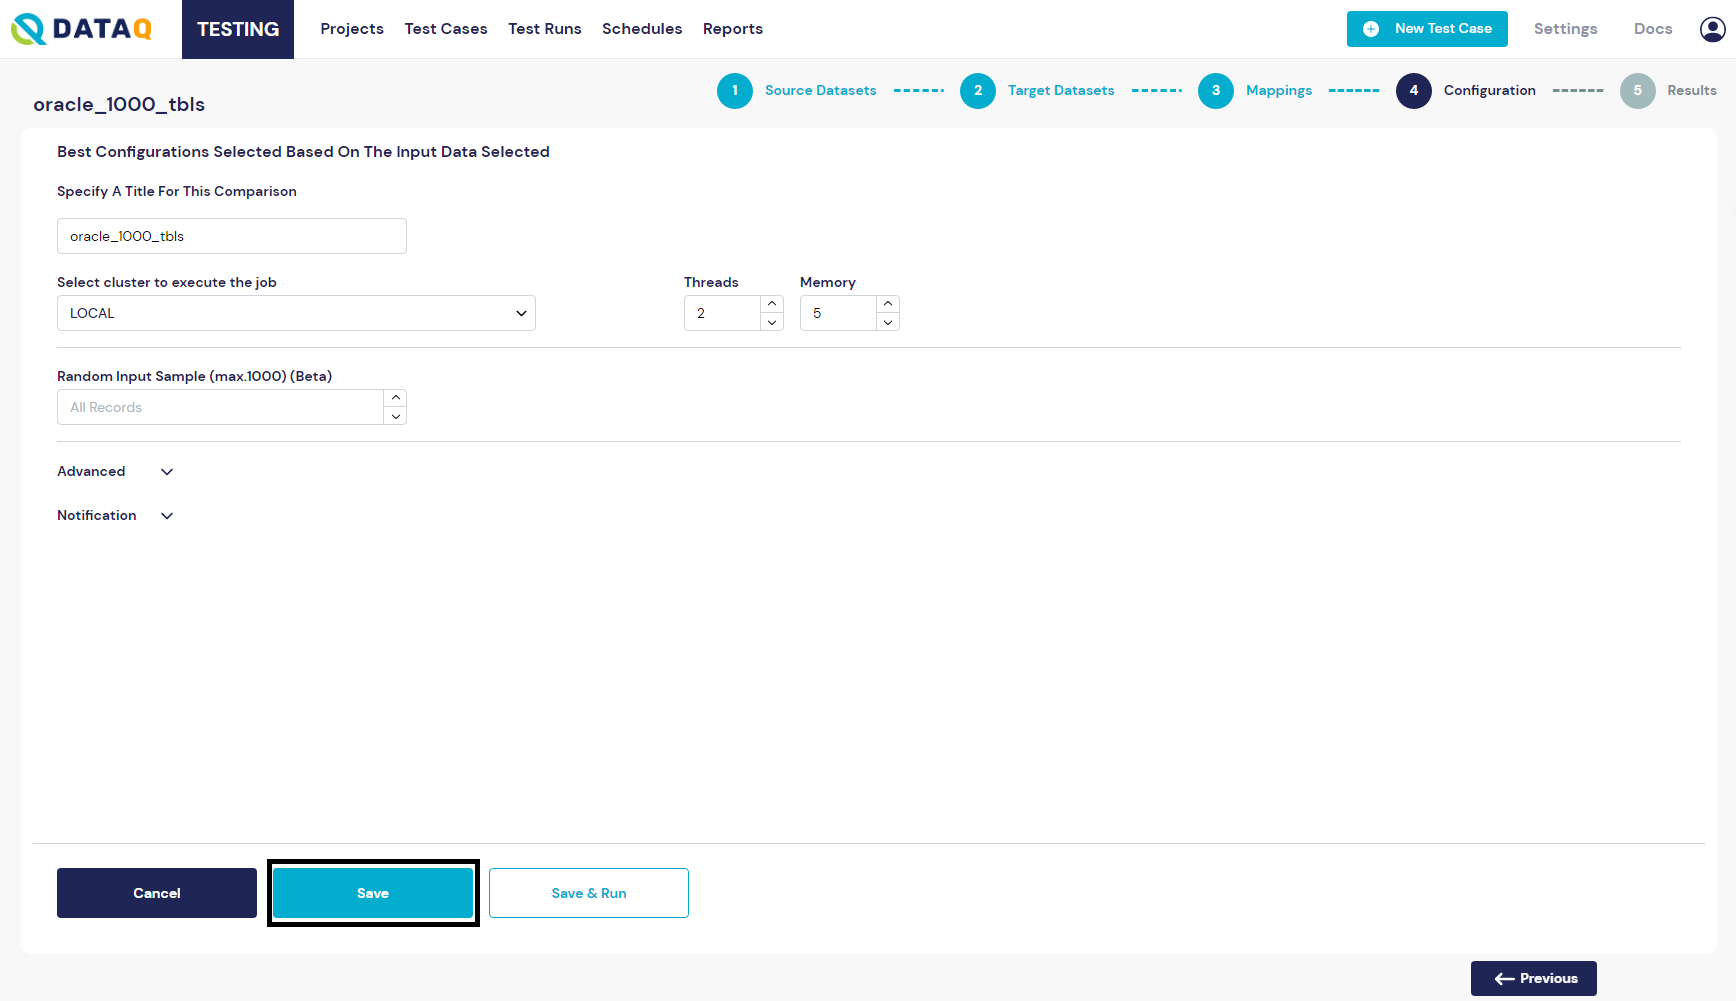 DATAQ TESTING Projects Test Cases Test Runs Schedules Reports New Test Case Settings Docs
oracle_1000_tbls 1 Source Datasets 2 Target Datasets 3 Mappings 4 Configuration 5 Results
Best Configurations Selected Based On The Input Data Selected
Specify A Title For This Comparison
oracle_1000_tbls
Select cluster to execute the job Threads Memory
LOCAL 2 5
Random Input Sample (max.1000) (Beta)
All Records
Advanced
Notification
Cancel Save Save & Run
Previous